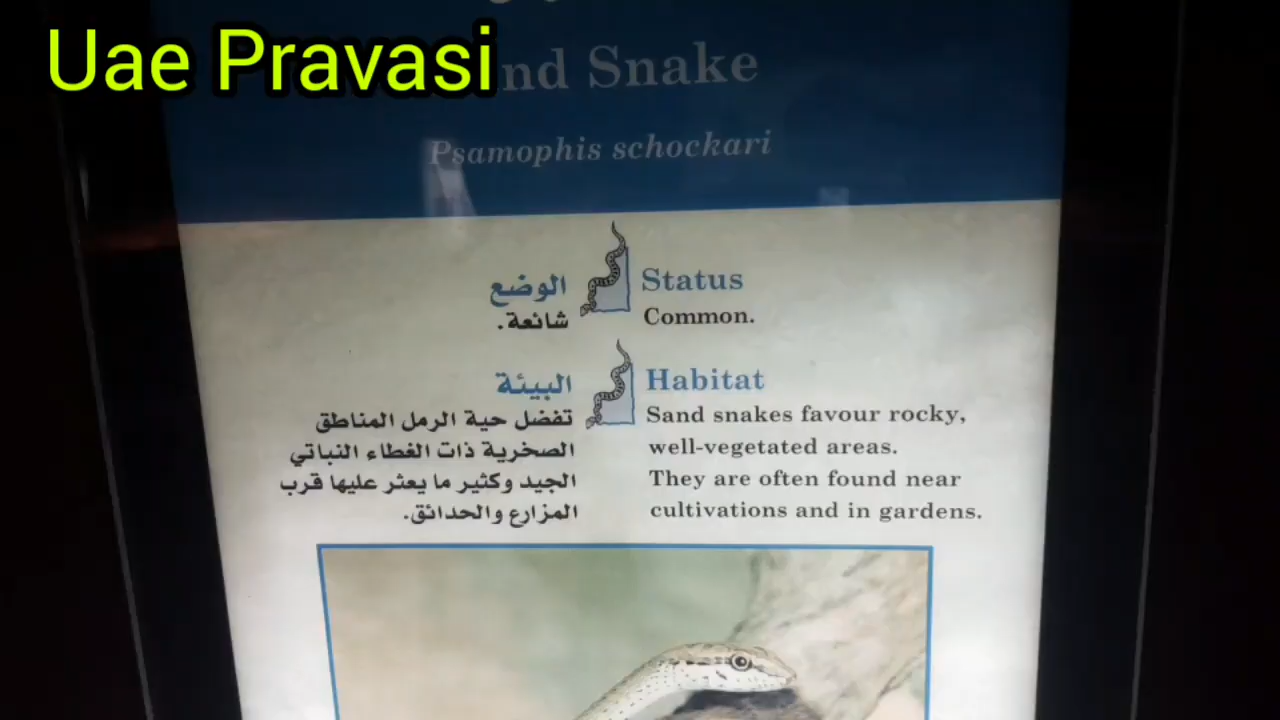 Uae Pravasi
nd Snake
Psamophis schockari
الوضع
شائعة.
Status
Common.
البيئة
تفضل حية الرمل المناطق
الصخرية ذات الغطاء النباتي
الجيد وكثير ما يعثر عليها قرب
المزارع والحدائق.
Habitat
Sand snakes favour rocky,
well-vegetated areas.
They are often found near
cultivations and in gardens.